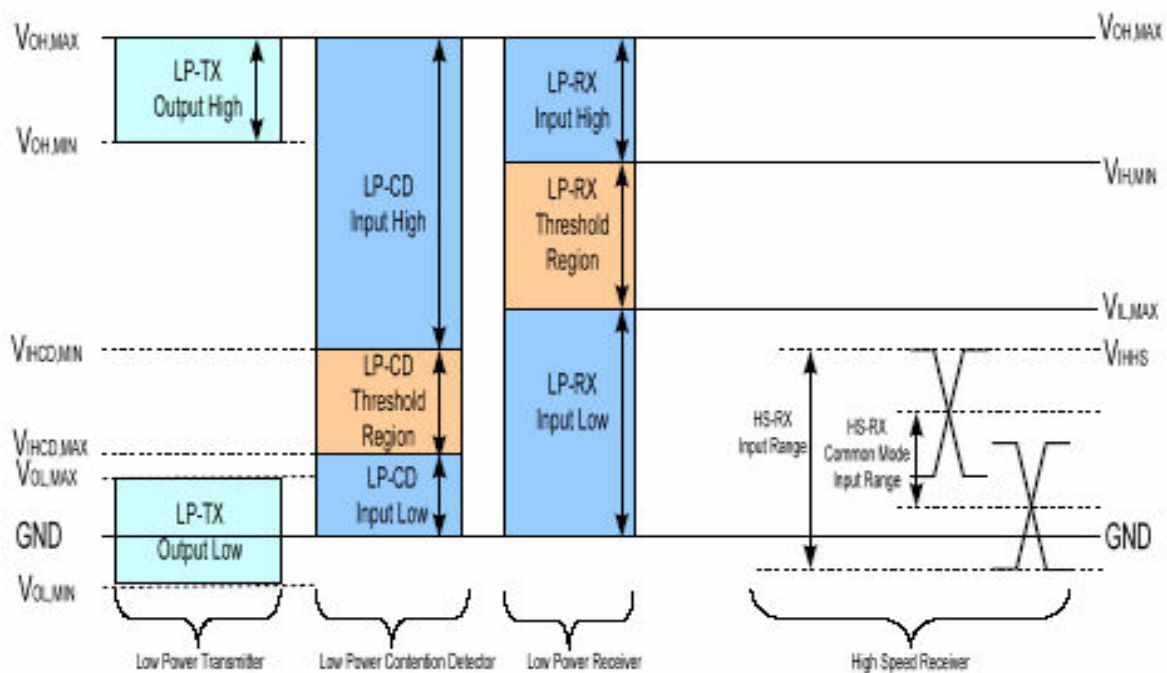 VOH,MAX
LP-TX
Output High
VOH,MIN
LP-CD
Input High
LP-RX
Input High
VOH,MAX
VIH,MIN
LP-RX
Threshold
Region
VIL,MAX
VIHCD,MIN
LP-CD
Threshold
Region
LP-RX
Input Low
VIHHS
HS-RX
Input Range
HS-RX
Common Mode
Input Range
VIHCD,MAX
VOL,MAX
LP-CD
Input Low
GND
LP-TX
Output Low
GND
VOL,MIN
Low Power Transmitter
Low Power Contention Detector
Low Power Receiver
High Speed Receiver